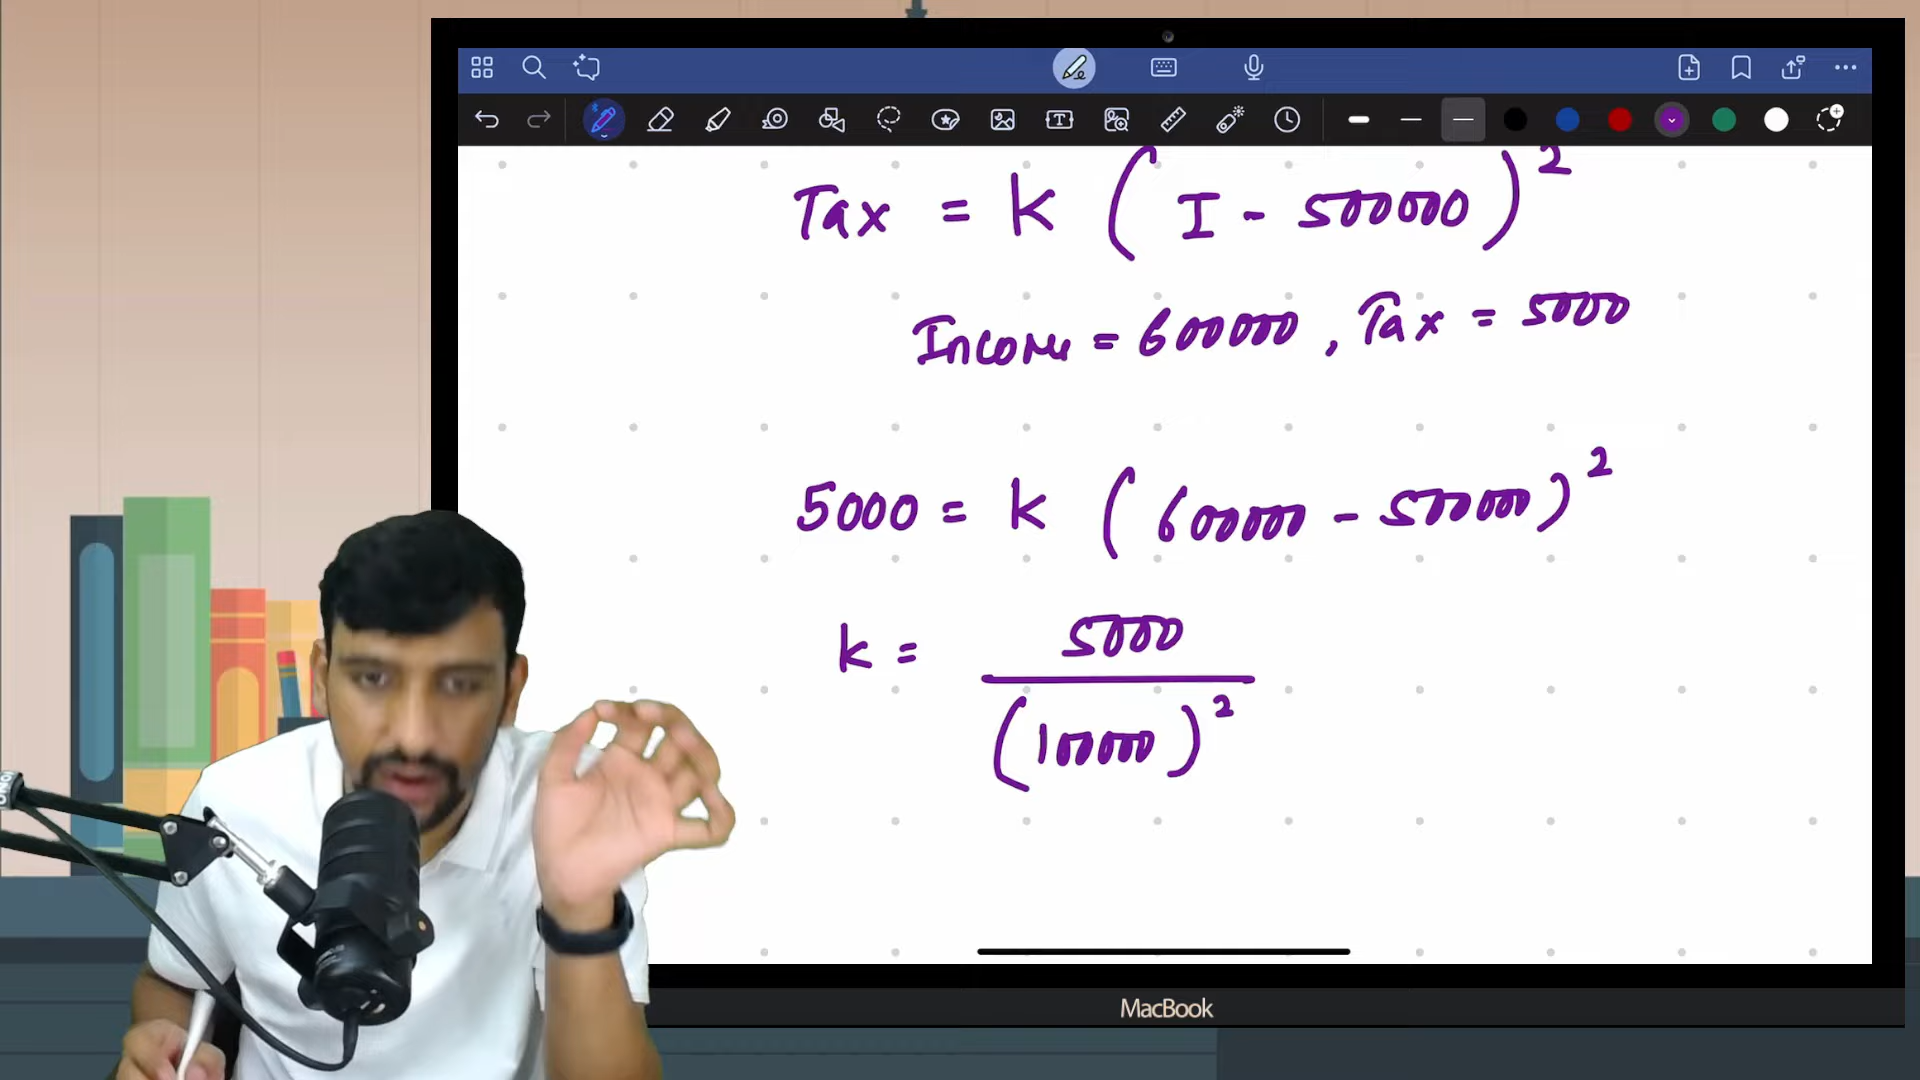 Tax = k ( I - 500000 )²
Income = 600000 , Tax = 5000
5000 = k ( 600000 - 500000 )²
k = 5000 / (100000)²
MacBook